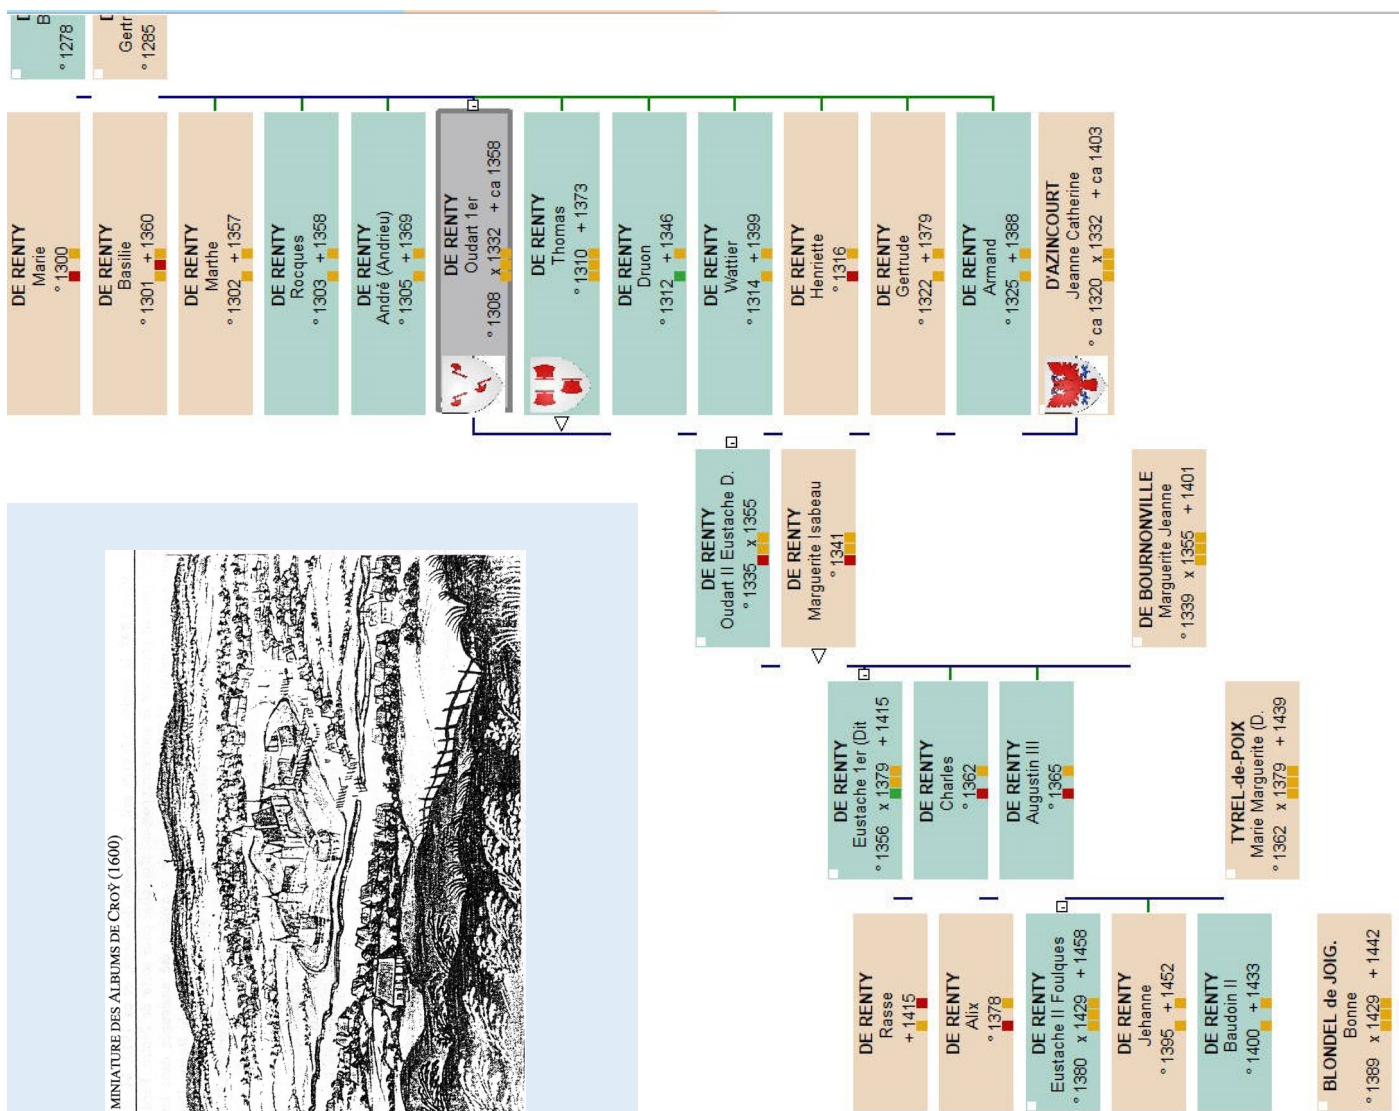 ° 1278
Gertr
° 1285
DE RENTY
Marie
° 1300
DE RENTY
Basilie
° 1301 + 1360
DE RENTY
Marthe
° 1302 + 1357
DE RENTY
Rocques
° 1303 + 1358
DE RENTY
André (Andrieu)
° 1305 + 1369
DE RENTY
Oudart 1er
° 1308 x 1332 + ca 1358
DE RENTY
Thomas
° 1310 + 1373
DE RENTY
Druon
° 1312 + 1346
DE RENTY
Wattier
° 1314 + 1399
DE RENTY
Henriette
° 1316
DE RENTY
Gertrude
° 1322 + 1379
DE RENTY
Armand
° 1325 + 1388
D'AZINCOURT
Jeanne Catherine
° ca 1320 x 1332 + ca 1403
DE RENTY
Oudart II Eustache D.
° 1335 x 1355
DE RENTY
Marguerite Isabeau
° 1341
DE BOURNONVILLE
Marguerite Jeanne
° 1339 x 1355 + 1401
DE RENTY
Eustache 1er (Dit
° 1356 x 1379 + 1415
DE RENTY
Charles
° 1362
DE RENTY
Augustin III
° 1365
TYREL-de-POIX
Marie Marguerite (D.
° 1362 x 1379 + 1439
DE RENTY
Rasse
+ 1415
DE RENTY
Alix
° 1378
DE RENTY
Eustache II Foulques
° 1380 x 1429 + 1458
DE RENTY
Jehanne
° 1395 + 1452
DE RENTY
Baudoin II
° 1400 + 1433
BLONDEL de JOIG.
Bonne
° 1389 x 1429 + 1442
MINIATURE DES ALBUMS DE CROŸ (1600)